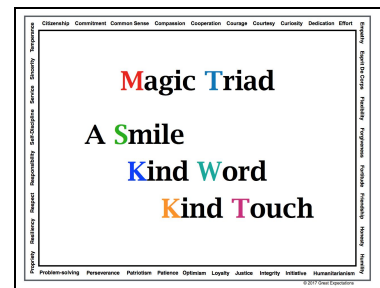 Citizenship Commitment Common Sense Compassion Cooperation Courage Courtesy Curiosity Dedication Effort
Empathy Esprit De Corps Flexibility Forgiveness Fortitude Friendship Honesty Humility
Magic Triad
A Smile
Kind Word
Kind Touch
Propriety Resiliency Respect Responsibility Self-Discipline Service Sincerity Temperance
Problem-solving Perseverance Patriotism Patience Optimism Loyalty Justice Integrity Initiative Humanitarianism
© 2017 Great Expectations